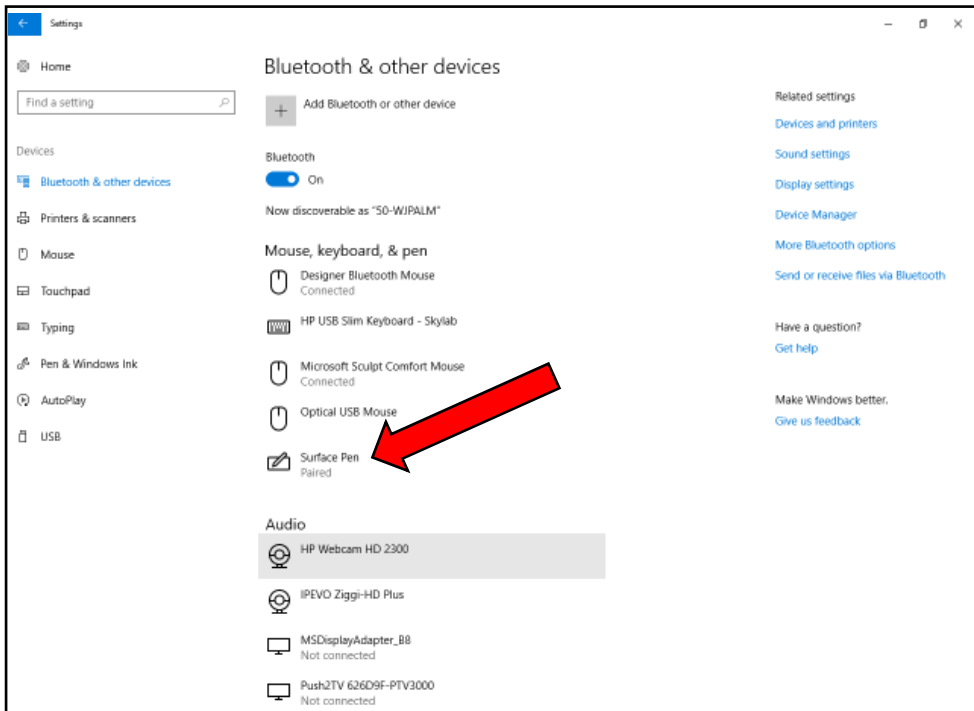 Settings
Home
Find a setting
Devices
Bluetooth & other devices
Printers & scanners
Mouse
Touchpad
Typing
Pen & Windows Ink
AutoPlay
USB
Bluetooth & other devices
Add Bluetooth or other device
Bluetooth
On
Now discoverable as "50-WJPALM"
Mouse, keyboard, & pen
Designer Bluetooth Mouse
Connected
HP USB Slim Keyboard - Skylab
Microsoft Sculpt Comfort Mouse
Connected
Optical USB Mouse
Surface Pen
Paired
Audio
HP Webcam HD 2300
IPEVO Ziggi-HD Plus
MSDisplayAdapter_B8
Not connected
Push2TV 626D9F-PTV3000
Not connected
Related settings
Devices and printers
Sound settings
Display settings
Device Manager
More Bluetooth options
Send or receive files via Bluetooth
Have a question?
Get help
Make Windows better.
Give us feedback